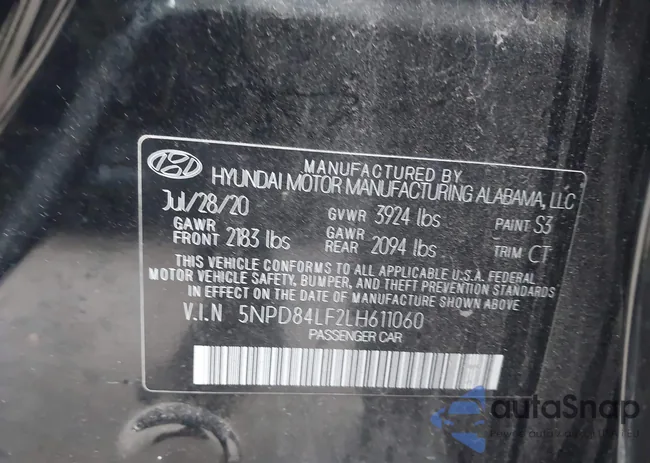 MANUFACTURED BY
HYUNDAI MOTOR MANUFACTURING ALABAMA, LLC
Jul/28/20 GVWR 3924 lbs PAINT S3
GAWR FRONT 2183 lbs GAWR REAR 2094 lbs TRIM CT
THIS VEHICLE CONFORMS TO ALL APPLICABLE U.S.A. FEDERAL
MOTOR VEHICLE SAFETY, BUMPER, AND THEFT PREVENTION STANDARDS
IN EFFECT ON THE DATE OF MANUFACTURE SHOWN ABOVE
V.I.N 5NPD84LF2LH611060
PASSENGER CAR
autoSnap